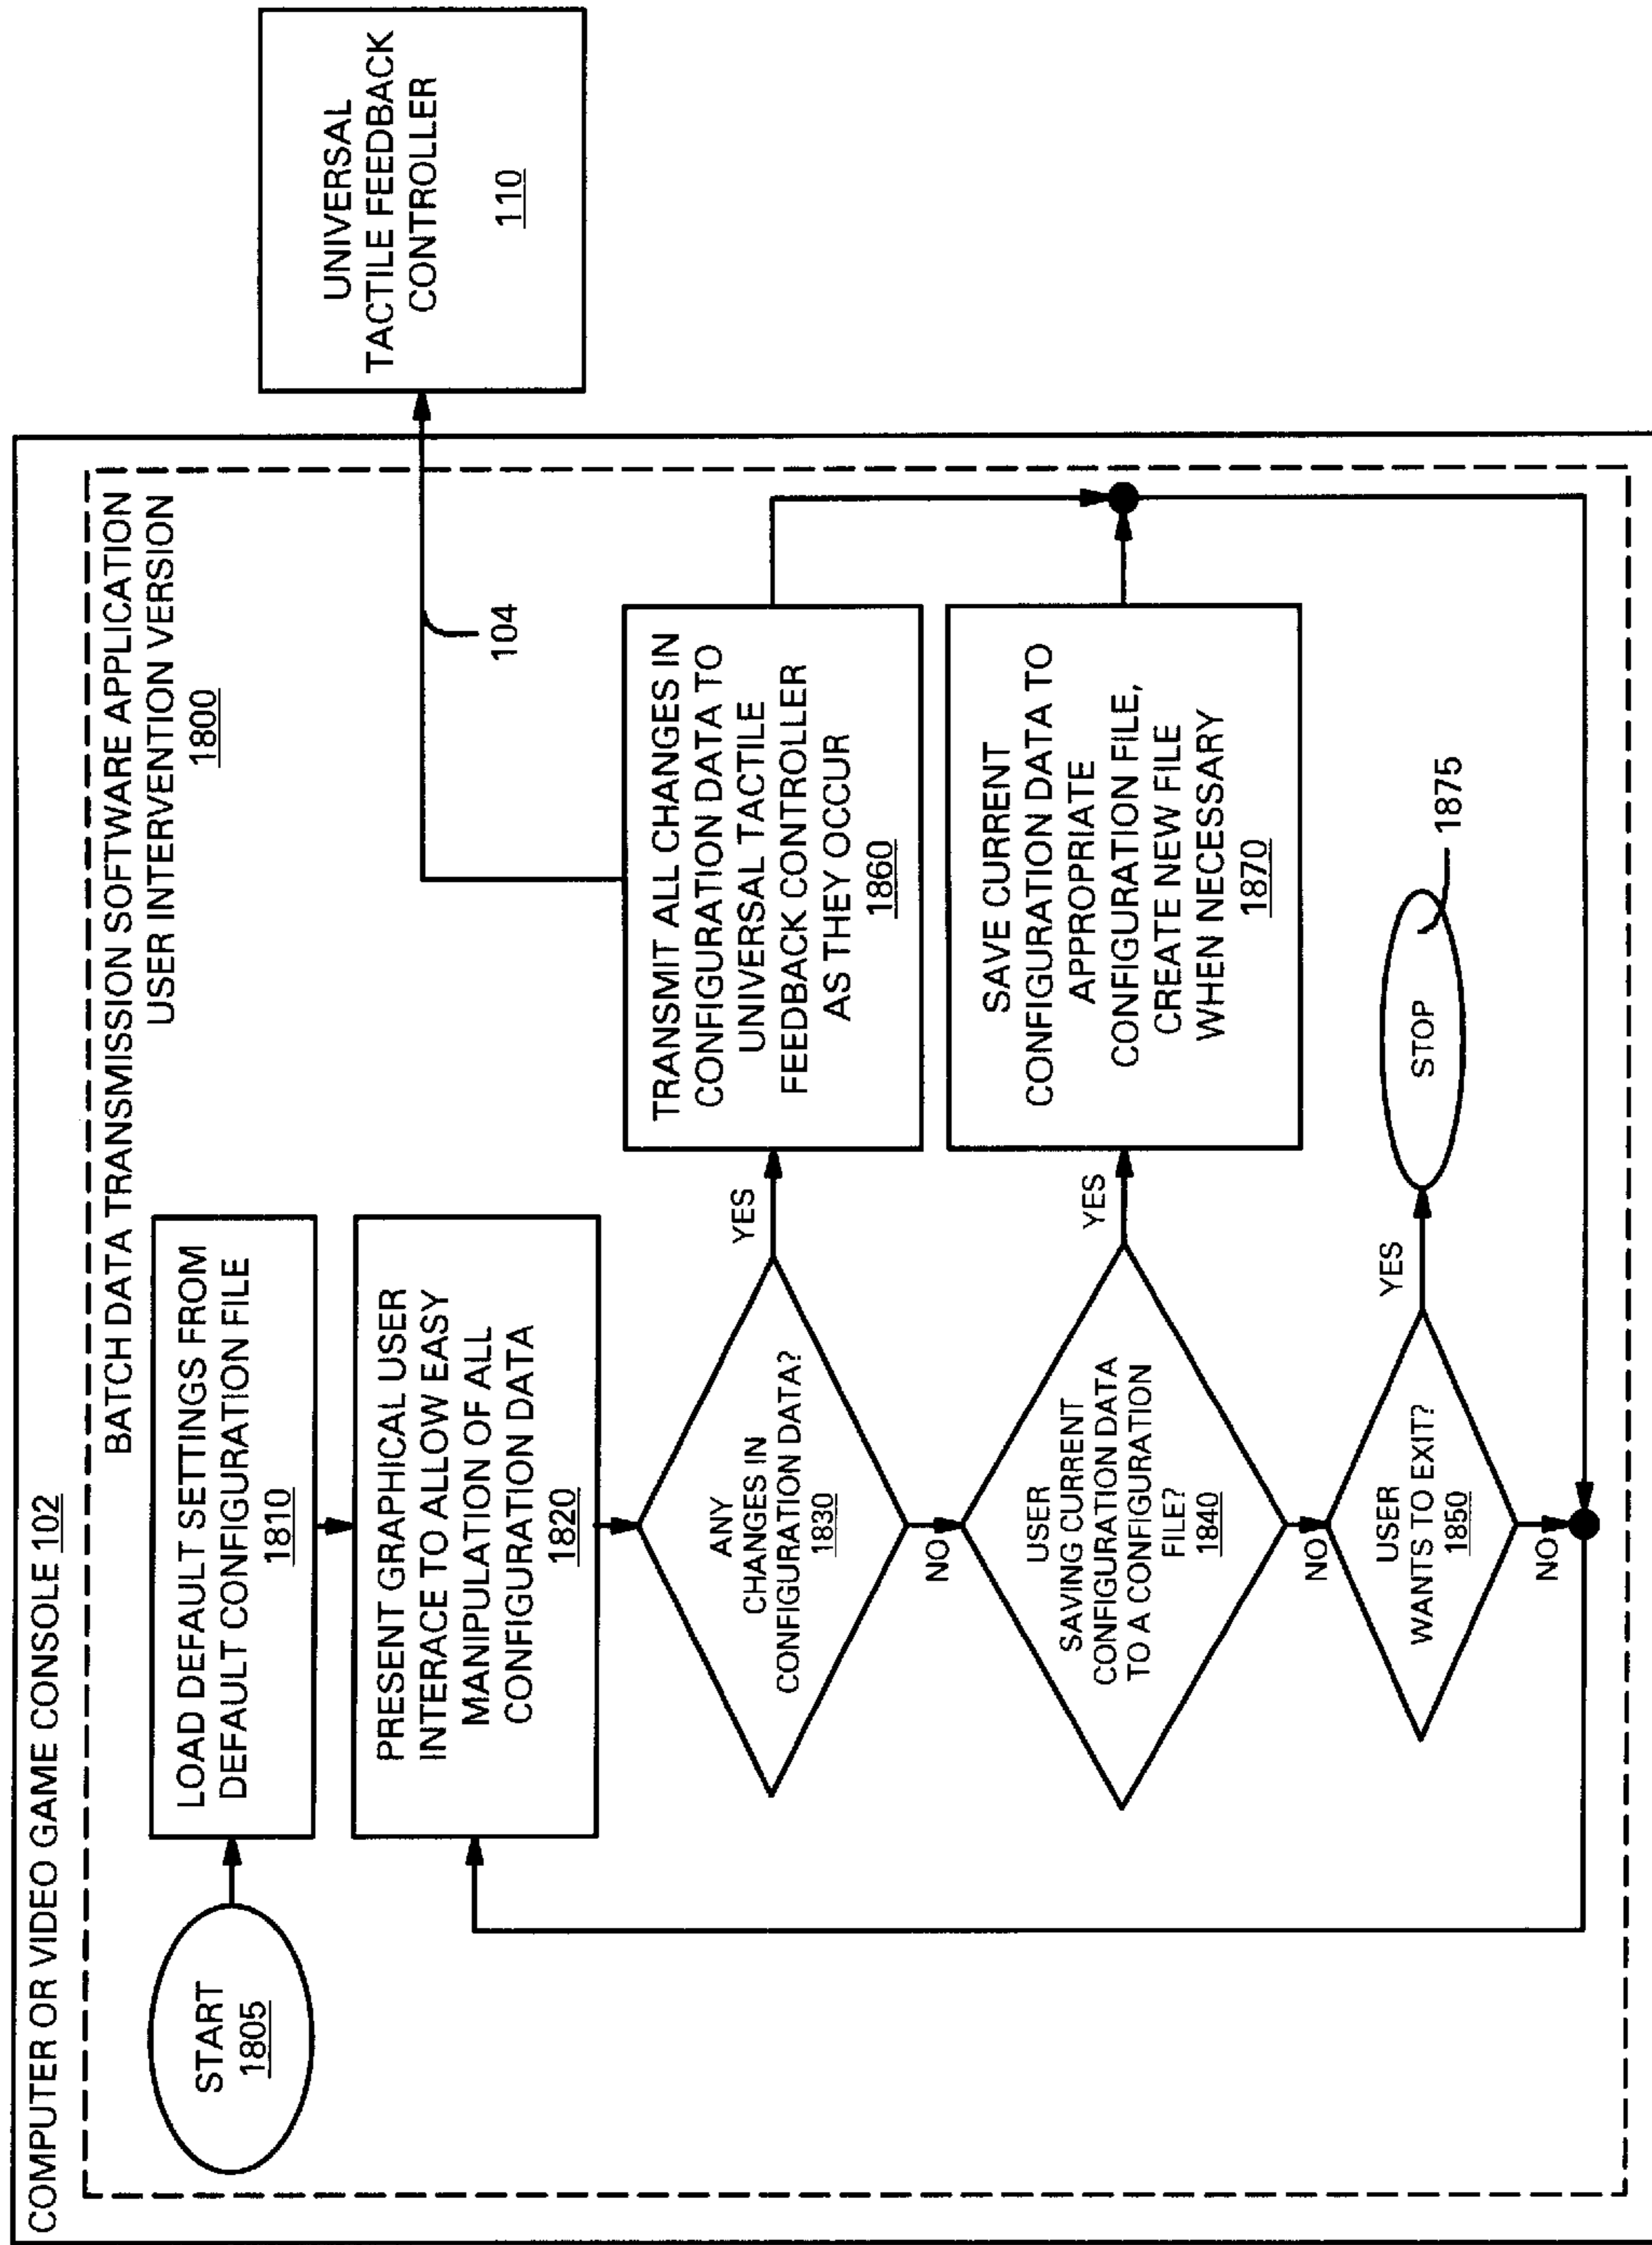 COMPUTER OR VIDEO GAME CONSOLE 102
BATCH DATA TRANSMISSION SOFTWARE APPLICATION
USER INTERVENTION VERSION
1800
START
1805
LOAD DEFAULT SETTINGS FROM
DEFAULT CONFIGURATION FILE
1810
PRESENT GRAPHICAL USER
INTERACE TO ALLOW EASY
MANIPULATION OF ALL
CONFIGURATION DATA
1820
ANY
CHANGES IN
CONFIGURATION DATA?
1830
YES
NO
TRANSMIT ALL CHANGES IN
CONFIGURATION DATA TO
UNIVERSAL TACTILE
FEEDBACK CONTROLLER
AS THEY OCCUR
1860
104
UNIVERSAL
TACTILE FEEDBACK
CONTROLLER
110
USER
SAVING CURRENT
CONFIGURATION DATA
TO A CONFIGURATION
FILE?
1840
YES
NO
SAVE CURRENT
CONFIGURATION DATA TO
APPROPRIATE
CONFIGURATION FILE,
CREATE NEW FILE
WHEN NECESSARY
1870
USER
WANTS TO EXIT?
1850
YES
NO
STOP
1875